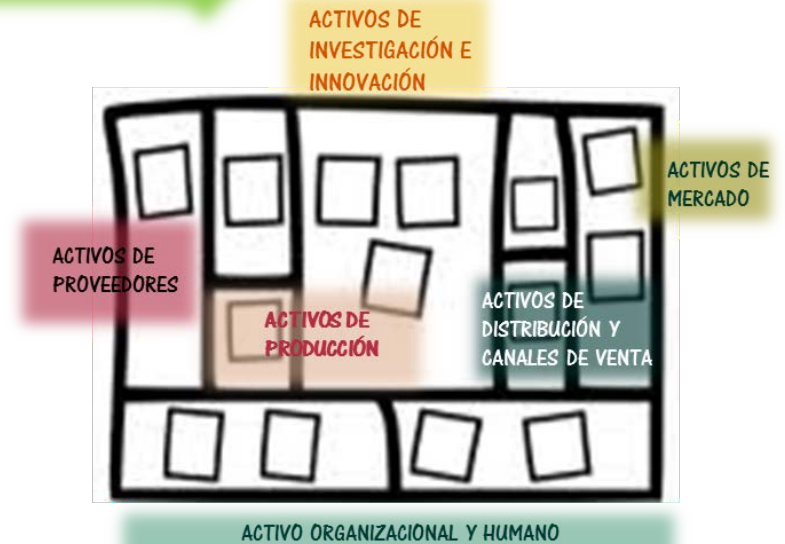 ACTIVOS DE
INVESTIGACIÓN E
INNOVACIÓN
ACTIVOS DE
MERCADO
ACTIVOS DE
PROVEEDORES
ACTIVOS DE
PRODUCCIÓN
ACTIVOS DE
DISTRIBUCIÓN Y
CANALES DE VENTA
ACTIVO ORGANIZACIONAL Y HUMANO